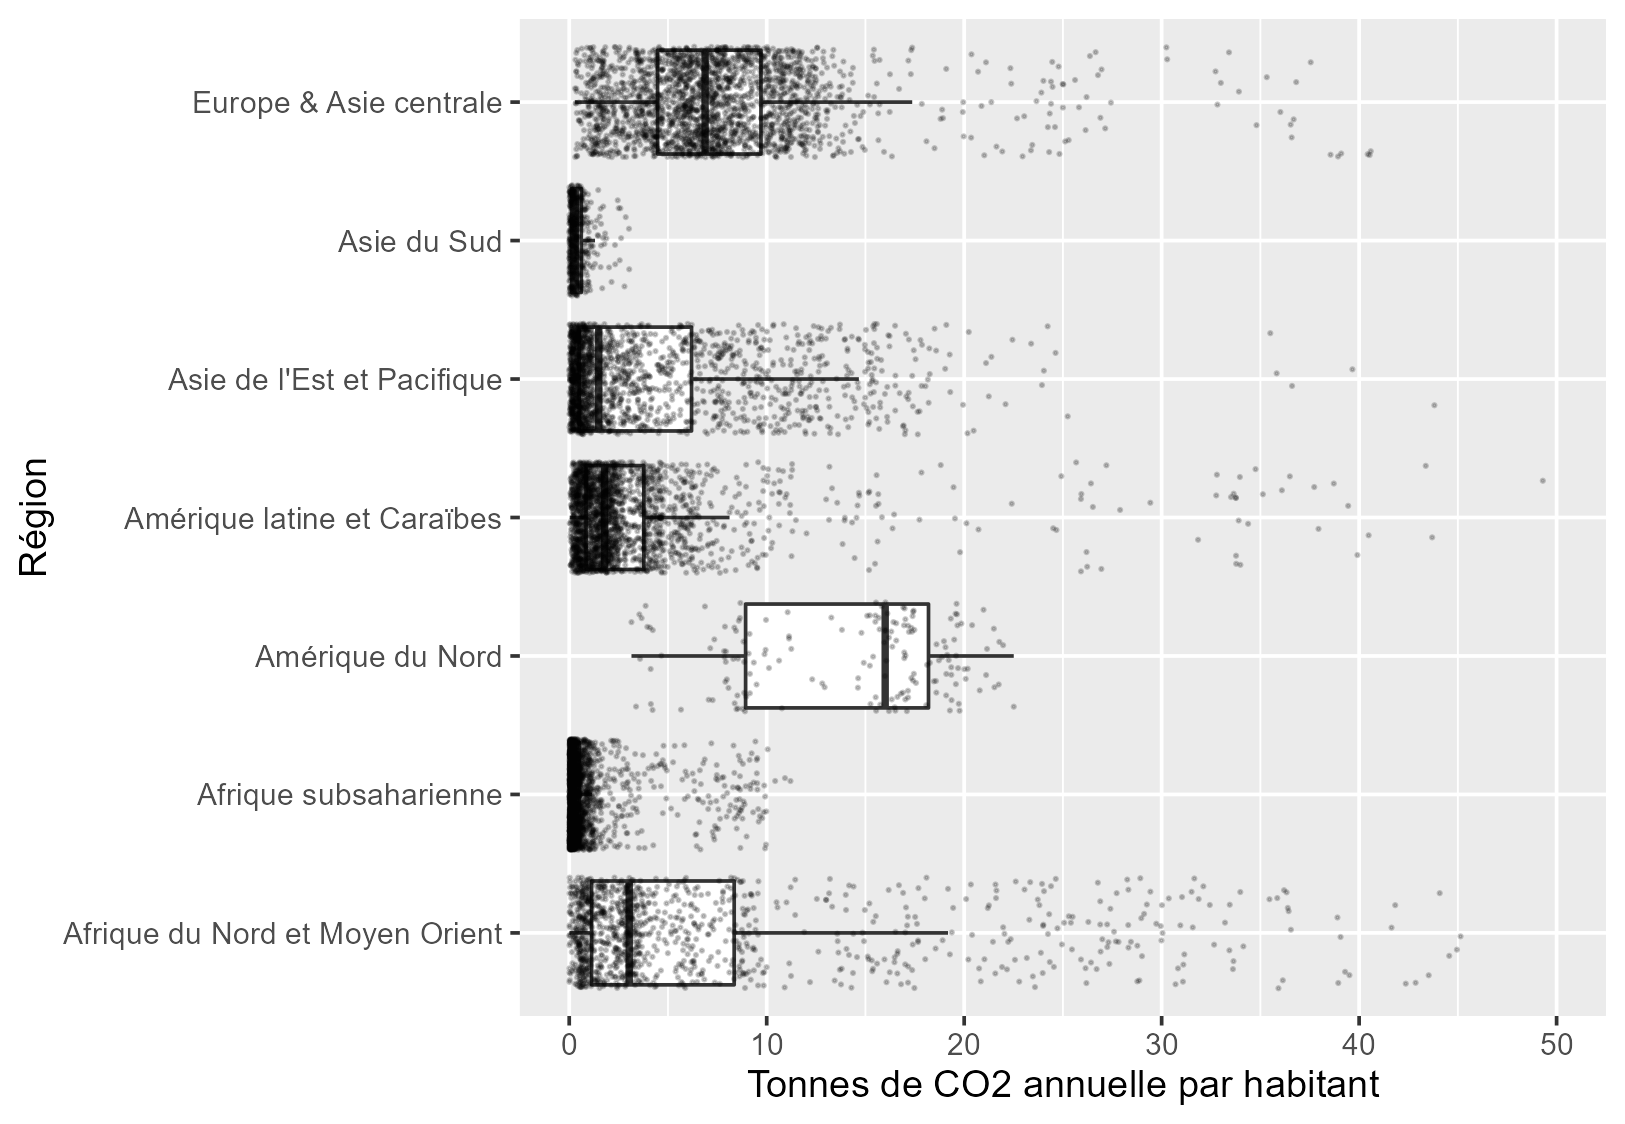 Europe & Asie centrale
Asie du Sud
Asie de l'Est et Pacifique
Amérique latine et Caraïbes
Amérique du Nord
Afrique subsaharienne
Afrique du Nord et Moyen Orient
Région
0 10 20 30 40 50
Tonnes de CO2 annuelle par habitant